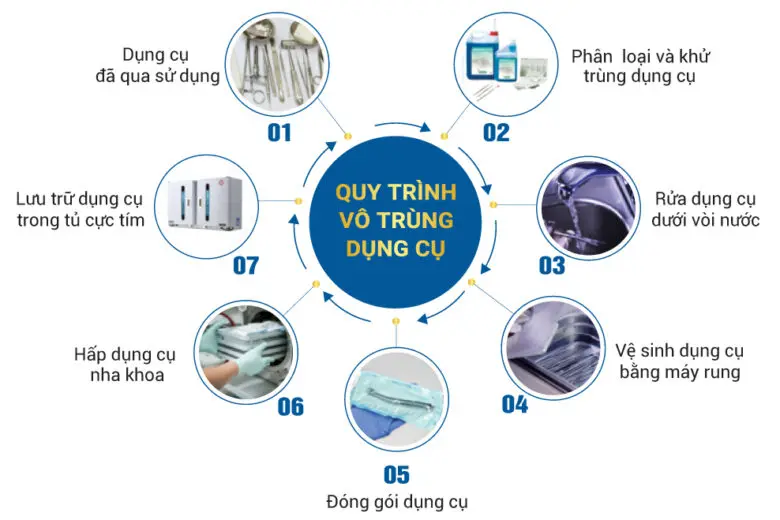 QUY TRÌNH
VÔ TRÙNG
DỤNG CỤ
Dụng cụ
đã qua sử dụng
01
Phân loại và khử
trùng dụng cụ
02
Rửa dụng cụ
dưới vòi nước
03
Vệ sinh dụng cụ
bằng máy rung
04
05
Đóng gói dụng cụ
Hấp dụng cụ
nha khoa
06
Lưu trữ dụng cụ
trong tủ cực tím
07